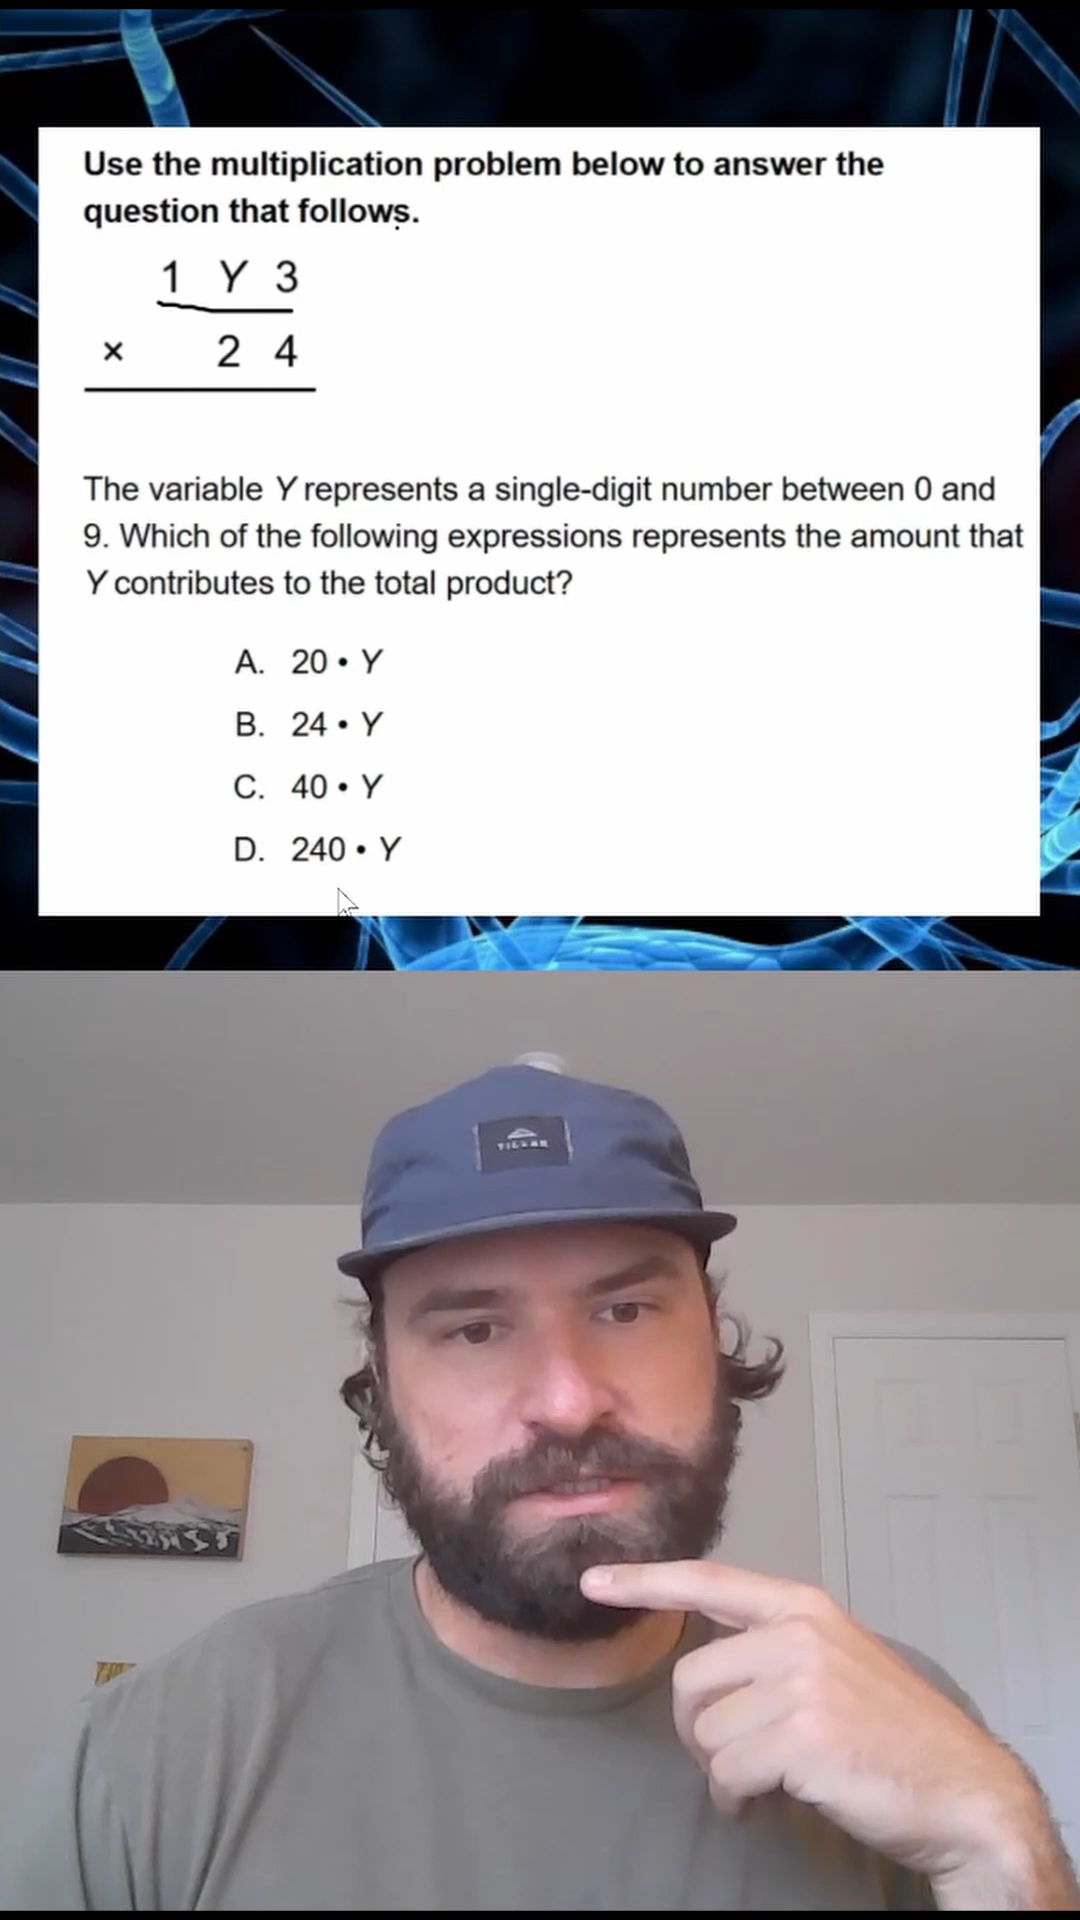 Use the multiplication problem below to answer the
question that follows.
1 Y 3
× 2 4
The variable Y represents a single-digit number between 0 and
9. Which of the following expressions represents the amount that
Y contributes to the total product?
A. 20 • Y
B. 24 • Y
C. 40 • Y
D. 240 • Y